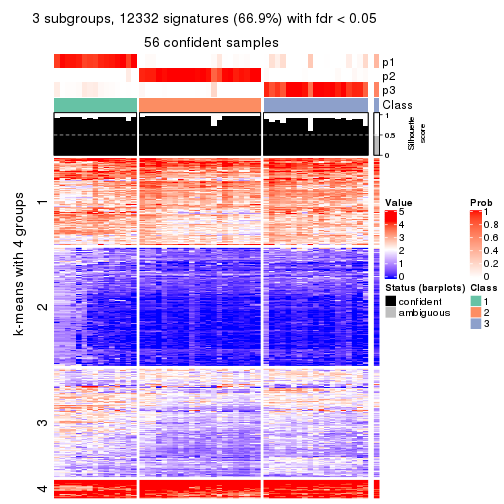 3 subgroups, 12332 signatures (66.9%) with fdr < 0.05
56 confident samples
p1
p2
p3
Class
1
0.5
0
Silhouette
score
k-means with 4 groups
1
2
3
4
Value
5
4
3
2
1
0
Prob
1
0.8
0.6
0.4
0.2
0
Status (barplots)
confident
ambiguous
Class
1
2
3